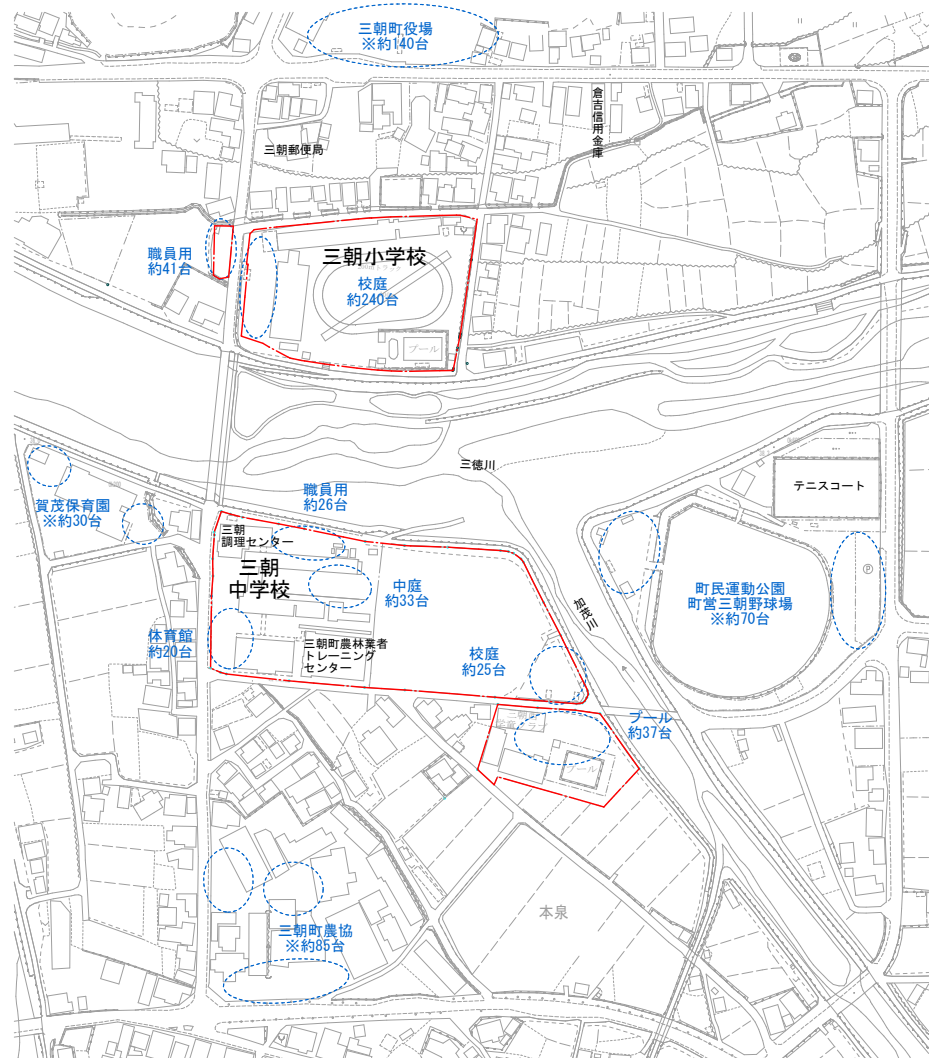 三朝町役場
※約140台
倉吉信用金庫
三朝郵便局
職員用
約41台
三朝小学校
校庭
約240台
プール
三徳川
テニスコート
賀茂保育園
※約30台
職員用
約26台
三朝
調理センター
三朝
中学校
中庭
約33台
体育館
約20台
三朝町農林業者
トレーニング
センター
校庭
約25台
加茂川
町民運動公園
町営三朝野球場
※約70台
P
プール
約37台
プール
本泉
三朝町農協
※約85台